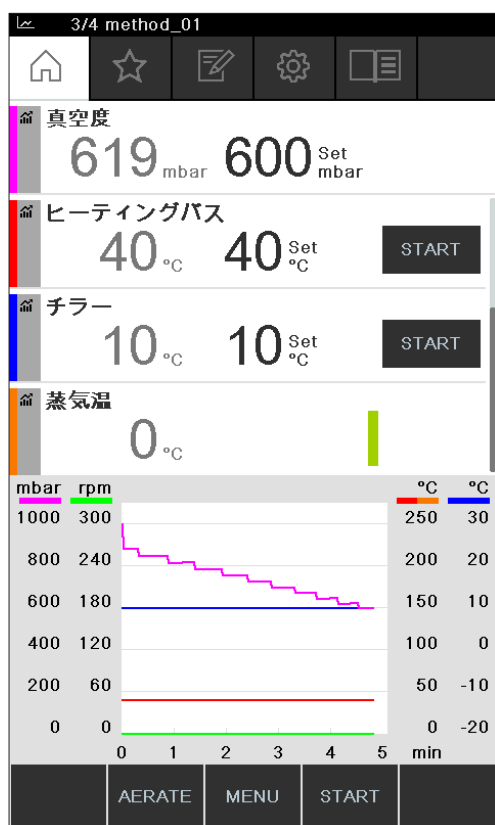 3/4 method_01
真空度
619 mbar 600 Set mbar
ヒーティングバス
40 °C 40 Set °C START
チラー
10 °C 10 Set °C START
蒸気温
0 °C
mbar rpm °C °C
1000 300 250 30
800 240 200 20
600 180 150 10
400 120 100 0
200 60 50 -10
0 0 0 -20
0 1 2 3 4 5 min
AERATE MENU START